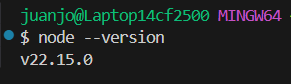 juanjo@Laptop14cf2500 MINGW64
$ node --version
v22.15.0